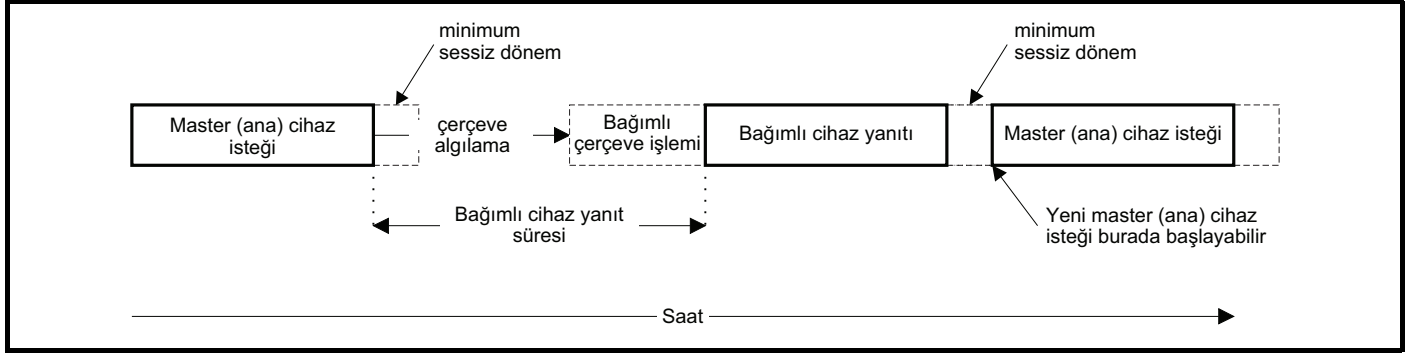 minimum
sessiz dönem
minimum
sessiz dönem
Master (ana) cihaz
isteği
çerçeve
algılama
Bağımlı
çerçeve işlemi
Bağımlı cihaz yanıtı
Master (ana) cihaz isteği
Bağımlı cihaz yanıt
süresi
Yeni master (ana) cihaz
isteği burada başlayabilir
Saat